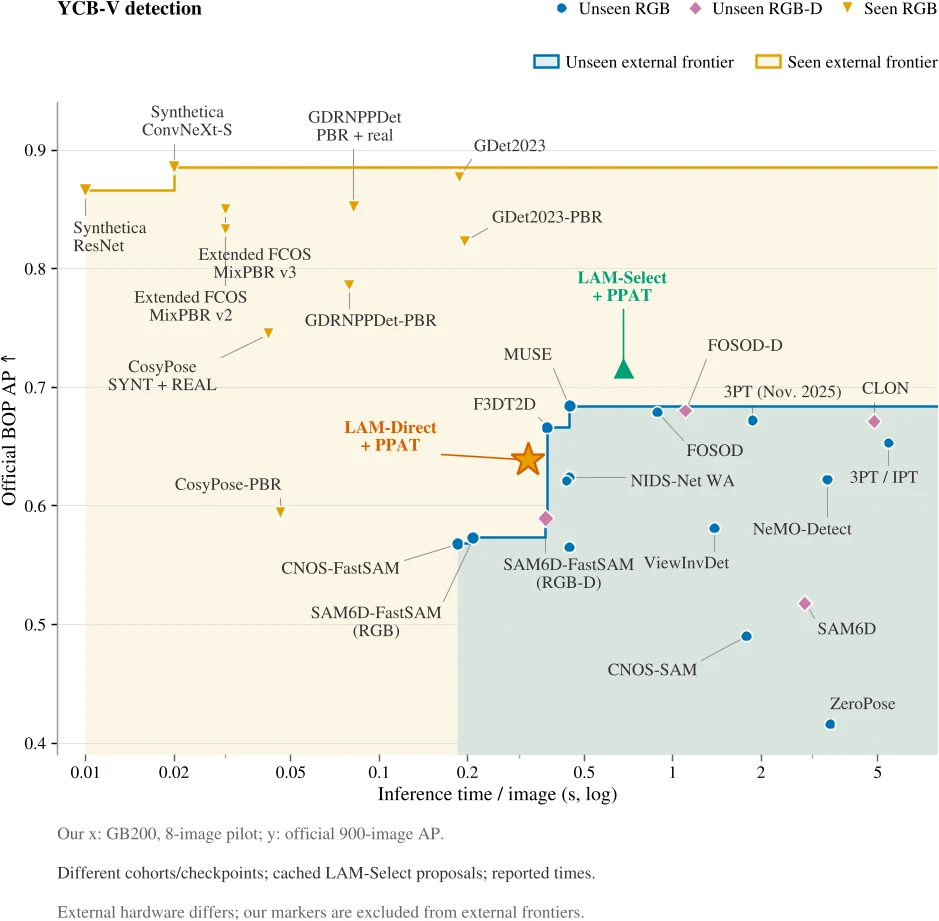 YCB-V detection
Unseen RGB
Unseen RGB-D
Seen RGB
Unseen external frontier
Seen external frontier
Official BOP AP ↑
0.9
0.8
0.7
0.6
0.5
0.4
Synthetica
ConvNeXt-S
GDRNPPDet
PBR + real
GDet2023
Synthetica
ResNet
GDet2023-PBR
Extended FCOS
MixPBR v3
Extended FCOS
MixPBR v2
GDRNPPDet-PBR
LAM-Select
+ PPAT
CosyPose
SYNT + REAL
MUSE
FOSOD-D
F3DT2D
3PT (Nov. 2025)
CLON
LAM-Direct
+ PPAT
FOSOD
CosyPose-PBR
NIDS-Net WA
3PT / IPT
NeMO-Detect
CNOS-FastSAM
SAM6D-FastSAM
(RGB-D)
ViewInvDet
SAM6D-FastSAM
(RGB)
SAM6D
CNOS-SAM
ZeroPose
0.01
0.02
0.05
0.1
0.2
0.5
1
2
5
Inference time / image (s, log)
Our x: GB200, 8-image pilot; y: official 900-image AP.
Different cohorts/checkpoints; cached LAM-Select proposals; reported times.
External hardware differs; our markers are excluded from external frontiers.